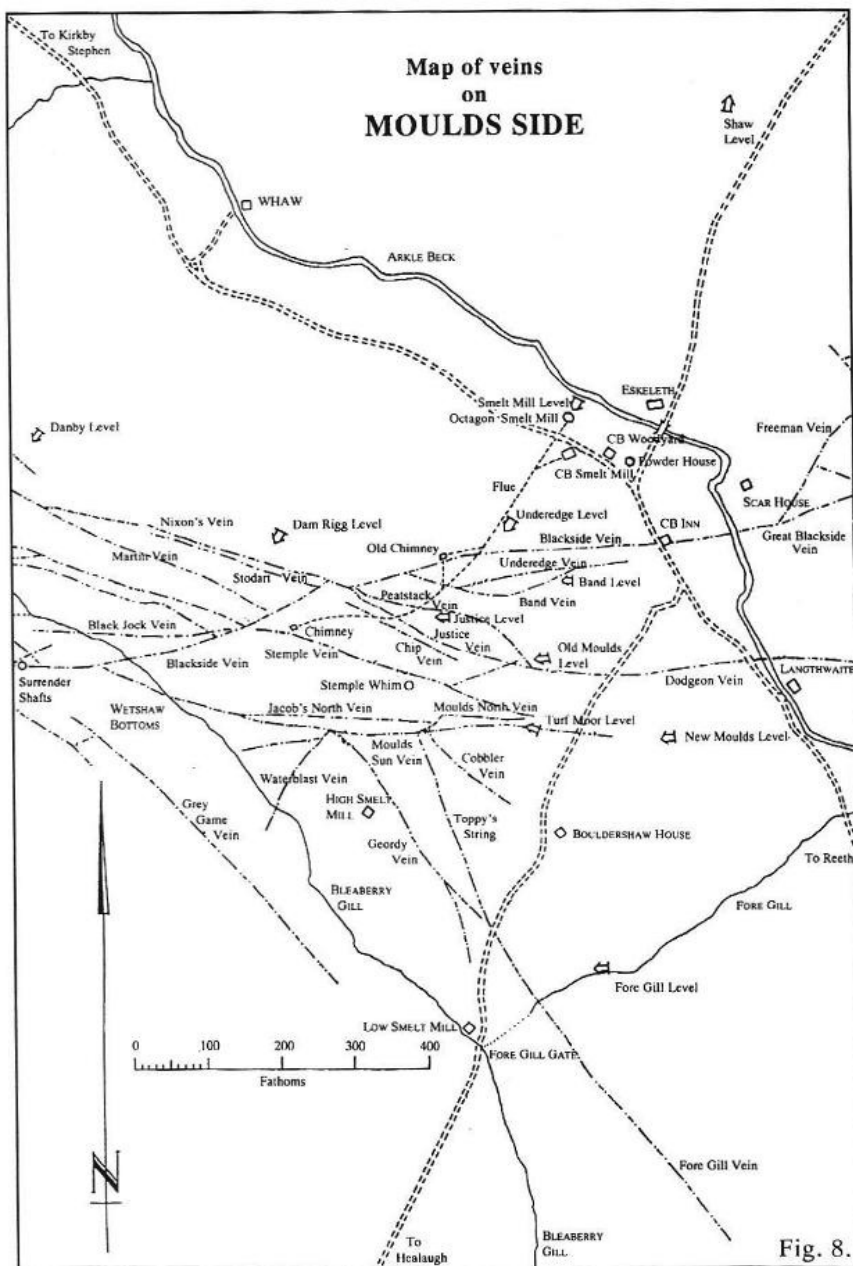 To Kirkby
Stephen
Map of veins
on
MOULDS SIDE
Shaw
Level
WHAW
ARKLE BECK
ESKELETH
Smelt Mill Level
Octagon Smelt Mill
Freeman Vein
Danby Level
CB Woodyard
Powder House
CB Smelt Mill
Flue
SCAR HOUSE
Nixon's Vein
Dam Rigg Level
Underedge Level
CB INN
Blackside Vein
Great Blackside
Vein
Old Chimney
Martin Vein
Underedge Vein
Stodart Vein
Band Level
Peatstack
Vein
Band Vein
Justice Level
Black Jock Vein
Chimney
Justice
Vein
Chip
Vein
Old Moulds
Level
Blackside Vein
Stemple Vein
LANGTHWAITE
Surrender
Shafts
Stemple Whim
Dodgeon Vein
WETSHAW
BOTTOMS
Jacob's North Vein
Moulds North Vein
Turf Moor Level
New Moulds Level
Moulds
Sun Vein
Cobbler
Vein
Waterblast Vein
HIGH SMELT
MILL
Grey
Game
Vein
Toppy's
String
BOULDERSHAW HOUSE
Geordy
Vein
To Reeth
BLEABERRY
GILL
FORE GILL
Fore Gill Level
LOW SMELT MILL
0 100 200 300 400
Fathoms
FORE GILL GATE
N
Fore Gill Vein
To
Healaugh
BLEABERRY
GILL
Fig. 8.